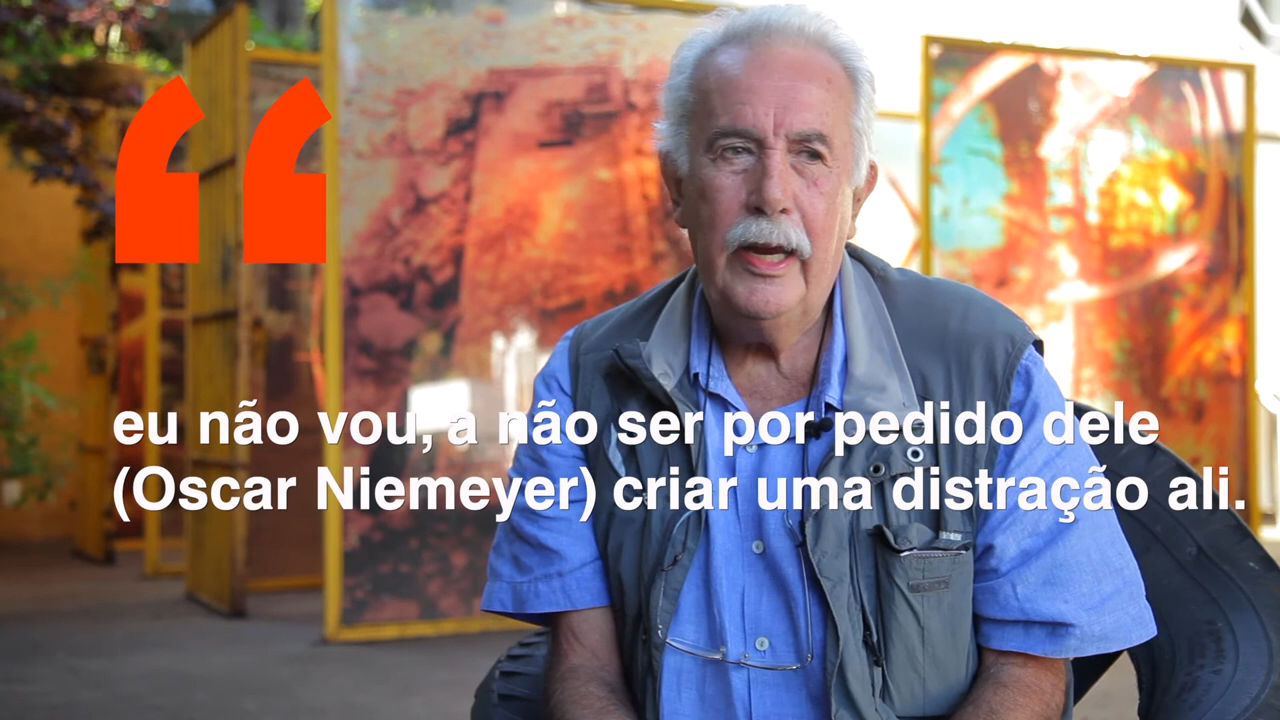 “
eu não vou, a não ser por pedido dele
(Oscar Niemeyer) criar uma distração ali.